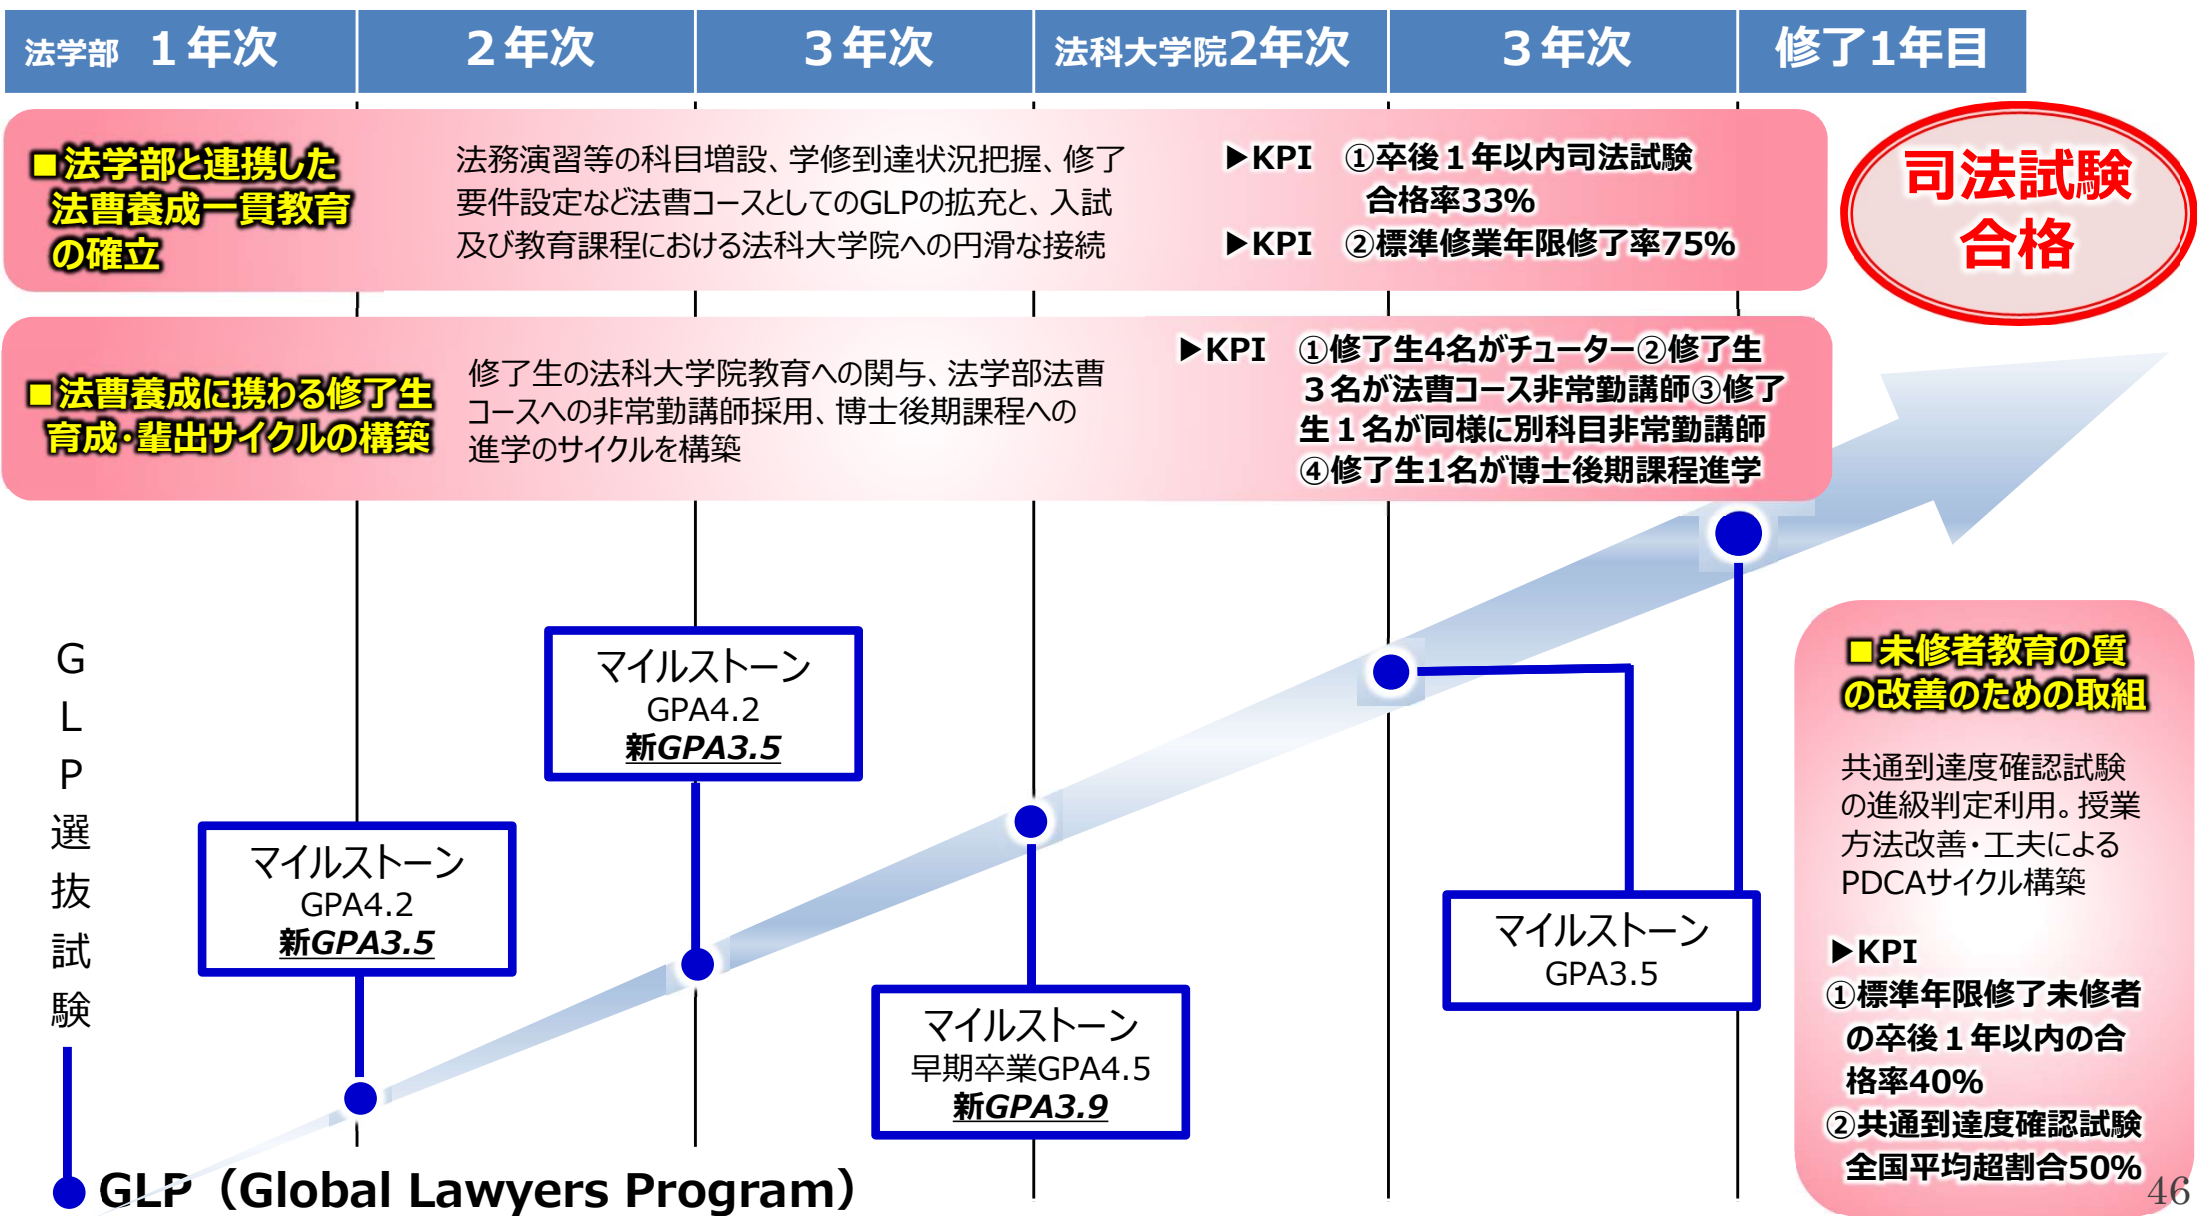 法学部 １年次
２年次
３年次
法科大学院2年次
３年次
修了1年目
■法学部と連携した
法曹養成一貫教育
の確立
法務演習等の科目増設、学修到達状況把握、修了
要件設定など法曹コースとしてのGLPの拡充と、入試
及び教育課程における法科大学院への円滑な接続
▶KPI ①卒後１年以内司法試験
合格率33%
▶KPI ②標準修業年限修了率75%
司法試験
合格
■法曹養成に携わる修了生
育成・輩出サイクルの構築
修了生の法科大学院教育への関与、法学部法曹
コースへの非常勤講師採用、博士後期課程への
進学のサイクルを構築
▶KPI ①修了生4名がチューター②修了生
３名が法曹コース非常勤講師③修了
生１名が同様に別科目非常勤講師
④修了生1名が博士後期課程進学
GLP選抜試験
マイルストーン
GPA4.2
新GPA3.5
マイルストーン
GPA4.2
新GPA3.5
マイルストーン
早期卒業GPA4.5
新GPA3.9
マイルストーン
GPA3.5
■未修者教育の質
の改善のための取組
共通到達度確認試験
の進級判定利用。授業
方法改善・工夫による
PDCAサイクル構築
▶KPI
①標準年限修了未修者
の卒後１年以内の合
格率40%
②共通到達度確認試験
全国平均超割合50%
GLP（Global Lawyers Program）
46